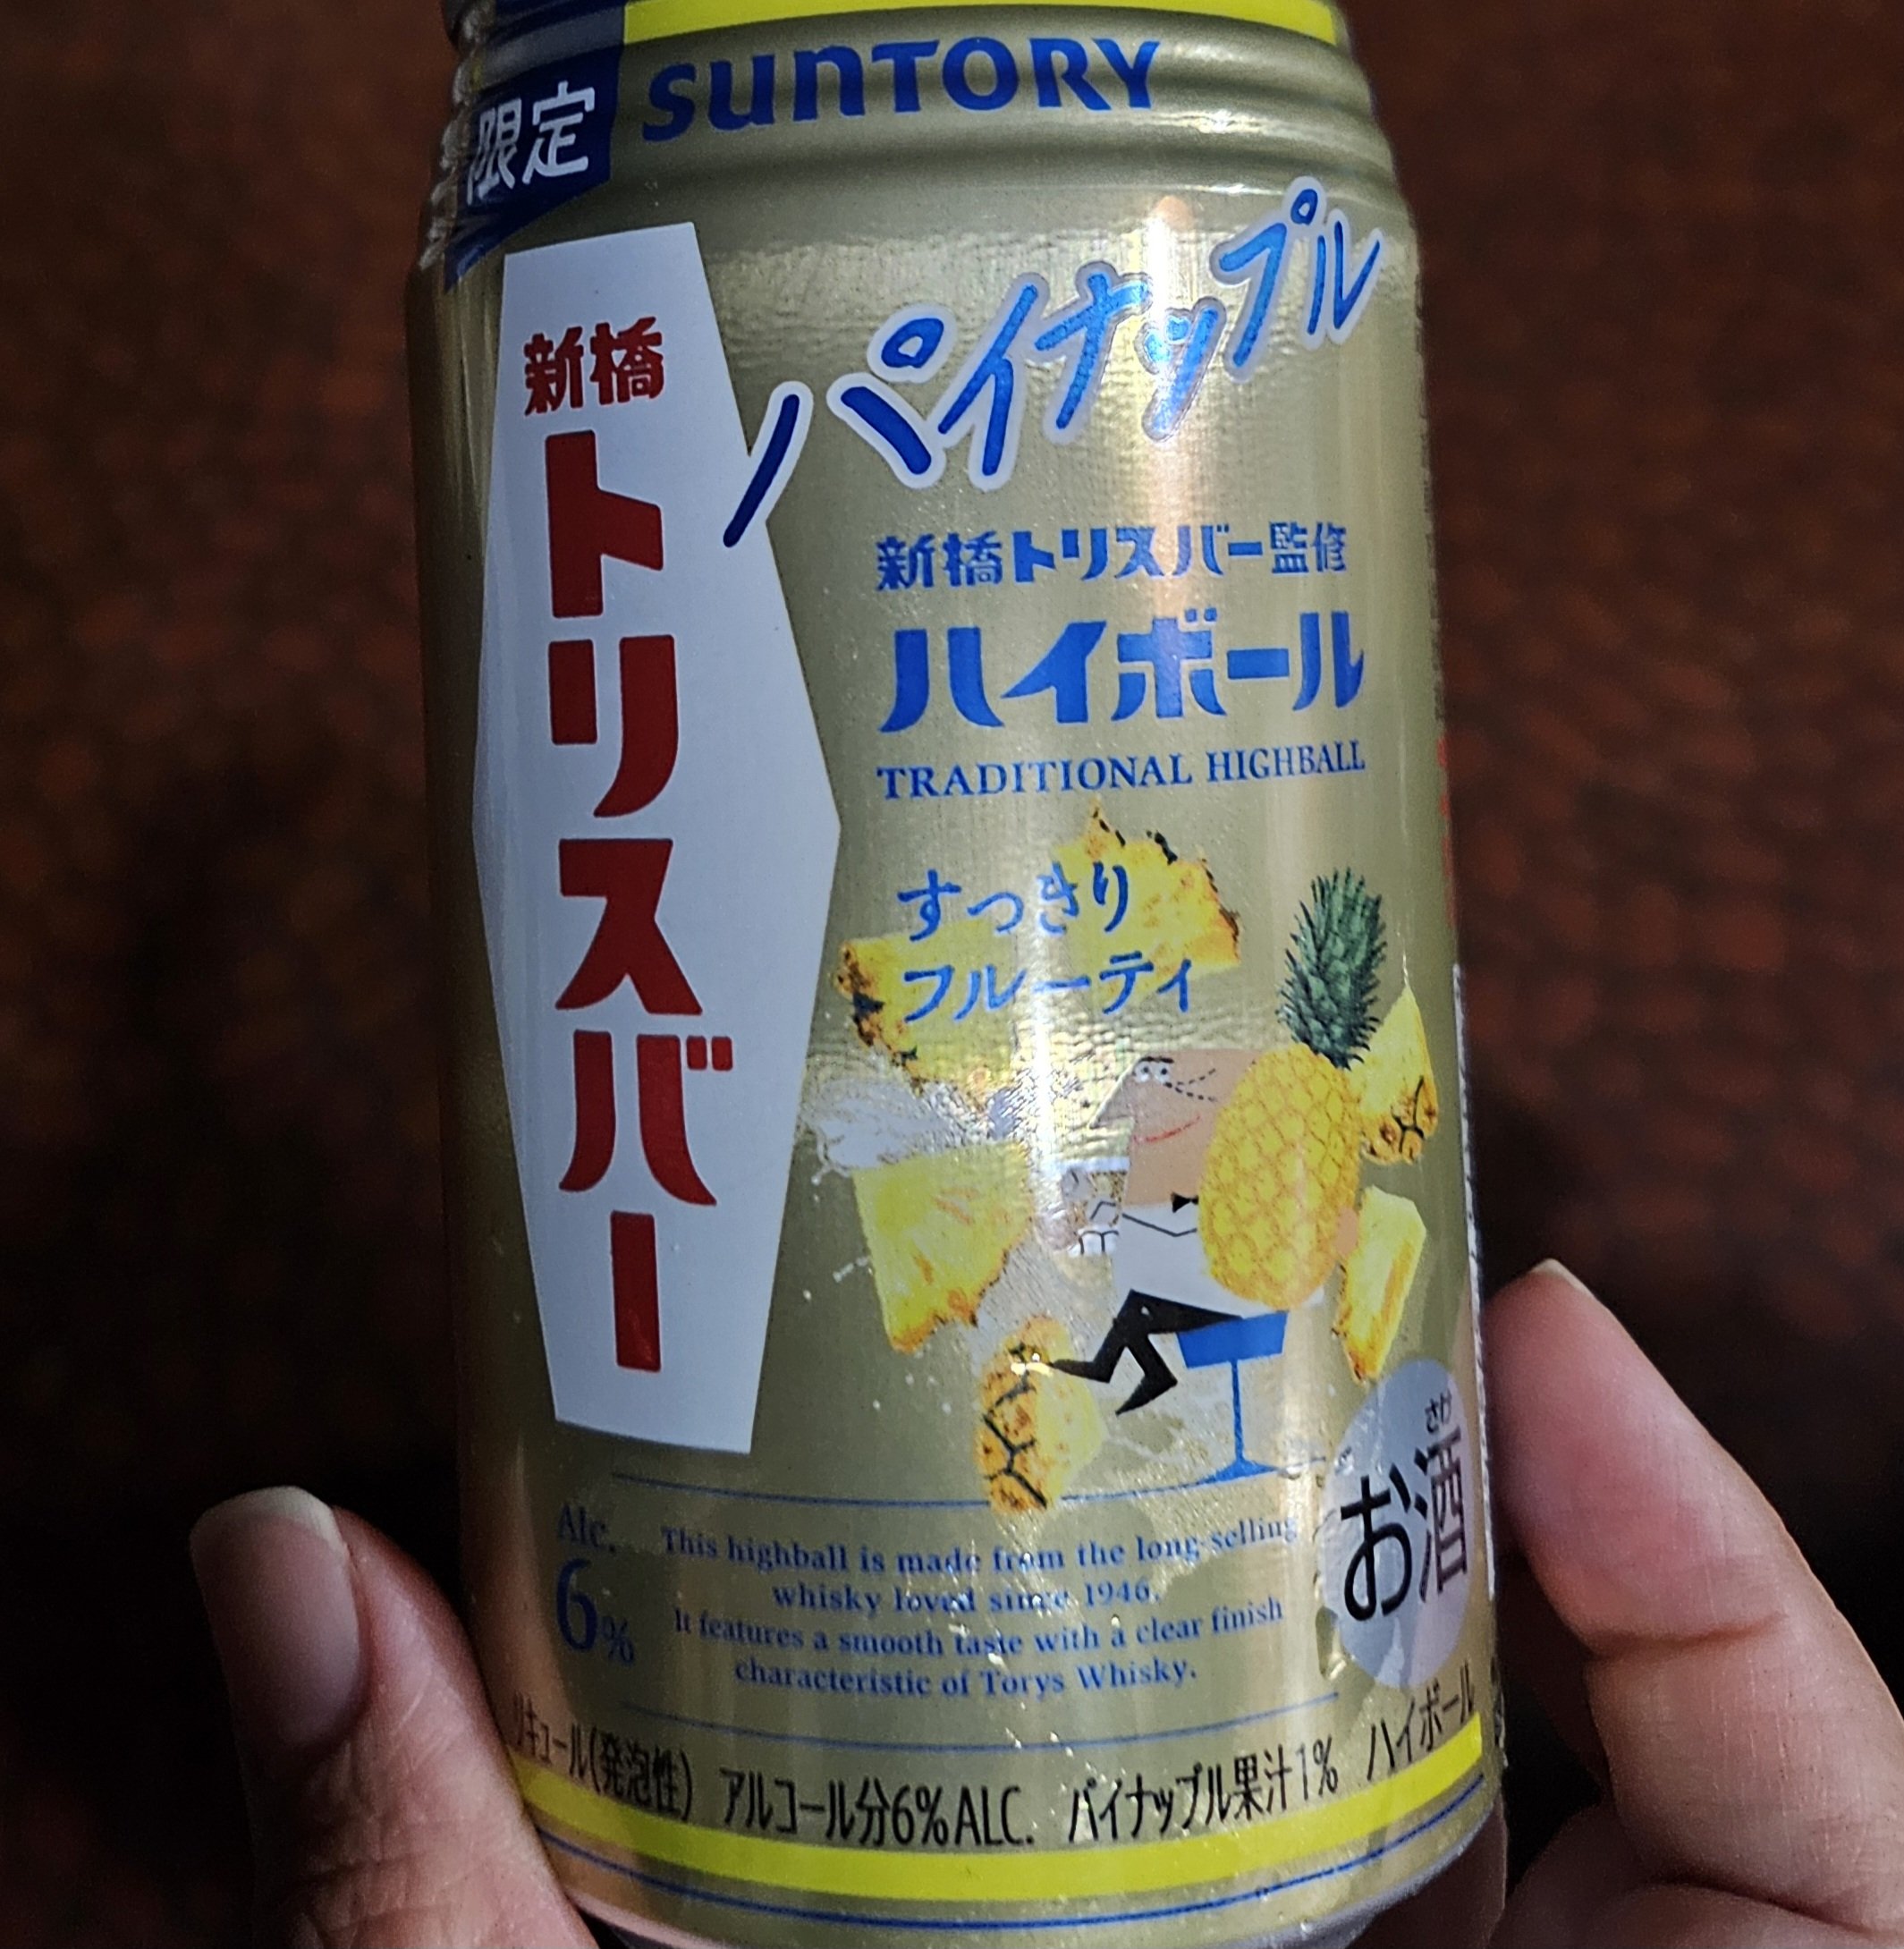 限定
SUNTORY
パイナップル
新橋
トリスバー
新橋トリスバー監修
ハイボール
TRADITIONAL HIGHBALL
すっきり
フルーティ
さけ
お酒
Alc.
6%
This highball is made from the long-selling
whisky loved since 1946.
It features a smooth taste with a clear finish
characteristic of Torys Whisky.
リキュール(発泡性) アルコール分6%ALC. パイナップル果汁1% ハイボール